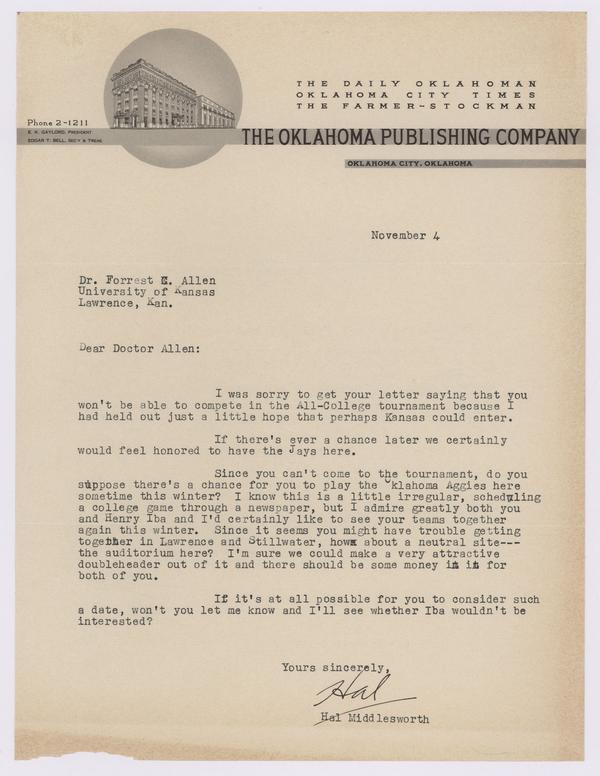 THE DAILY OKLAHOMAN
OKLAHOMA CITY TIMES
THE FARMER-STOCKMAN
Phone 2-1211
E. K. GAYLORD, PRESIDENT
EDGAR T. BELL, SEC'Y & TREAS
THE OKLAHOMA PUBLISHING COMPANY
OKLAHOMA CITY, OKLAHOMA
November 4
Dr. Forrest C. Allen
University of Kansas
Lawrence, Kan.
Dear Doctor Allen:
I was sorry to get your letter saying that you
won't be able to compete in the All-College tournament because I
had held out just a little hope that perhaps Kansas could enter.
If there's ever a chance later we certainly
would feel honored to have the Jays here.
Since you can't come to the tournament, do you
suppose there's a chance for you to play the Oklahoma Aggies here
sometime this winter? I know this is a little irregular, scheduling
a college game through a newspaper, but I admire greatly both you
and Henry Iba and I'd certainly like to see your teams together
again this winter. Since it seems you might have trouble getting
together in Lawrence and Stillwater, how about a neutral site---
the auditorium here? I'm sure we could make a very attractive
doubleheader out of it and there should be some money in it for
both of you.
If it's at all possible for you to consider such
a date, won't you let me know and I'll see whether Iba wouldn't be
interested?
Yours sincerely,
Hal
Hal Middlesworth